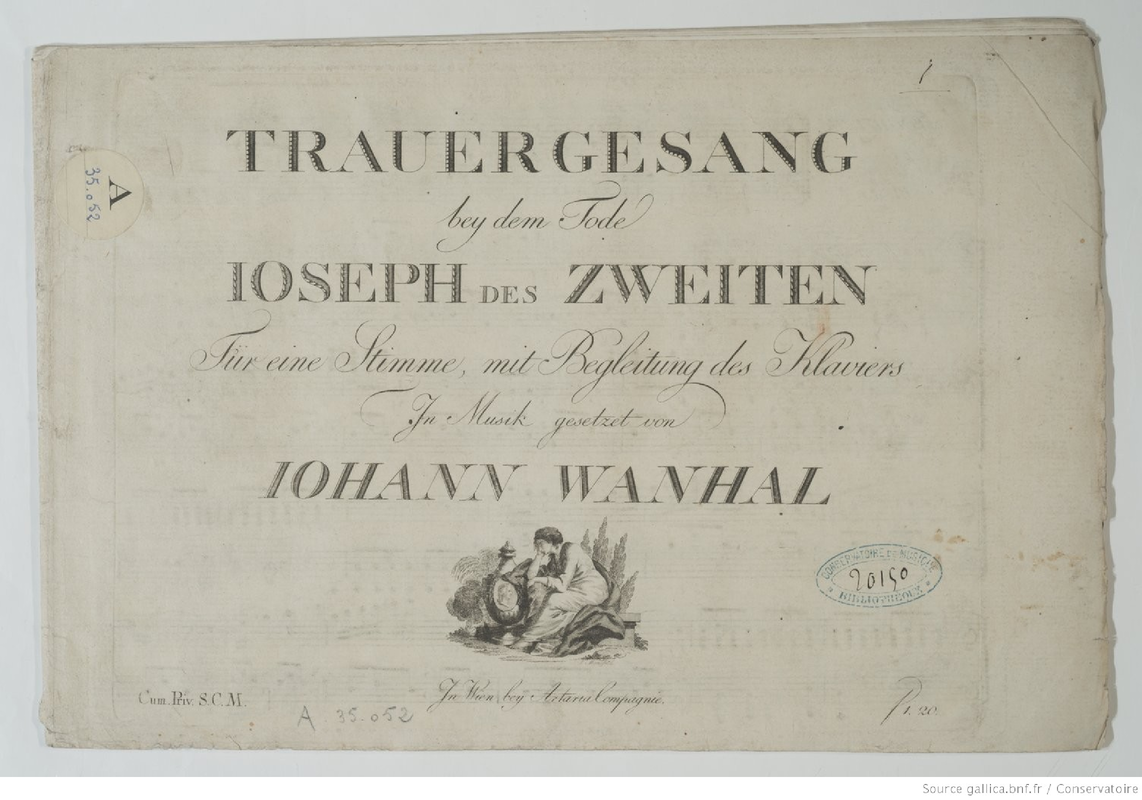 1
TRAUERGESANG
A
35.052
bey dem Tode
IOSEPH DES ZWEITEN
Für eine Stimme, mit Begleitung des Klaviers
In Musik gesetzet von
IOHANN WANHAL
CONSERVATOIRE DE MUSIQUE
20150
BIBLIOTHEQUE
Cum. Priv. S.C.M.
In Wien, beÿ Artaria Compagnie.
A 35.052
1. 20.
Source gallica.bnf.fr / Conservatoire